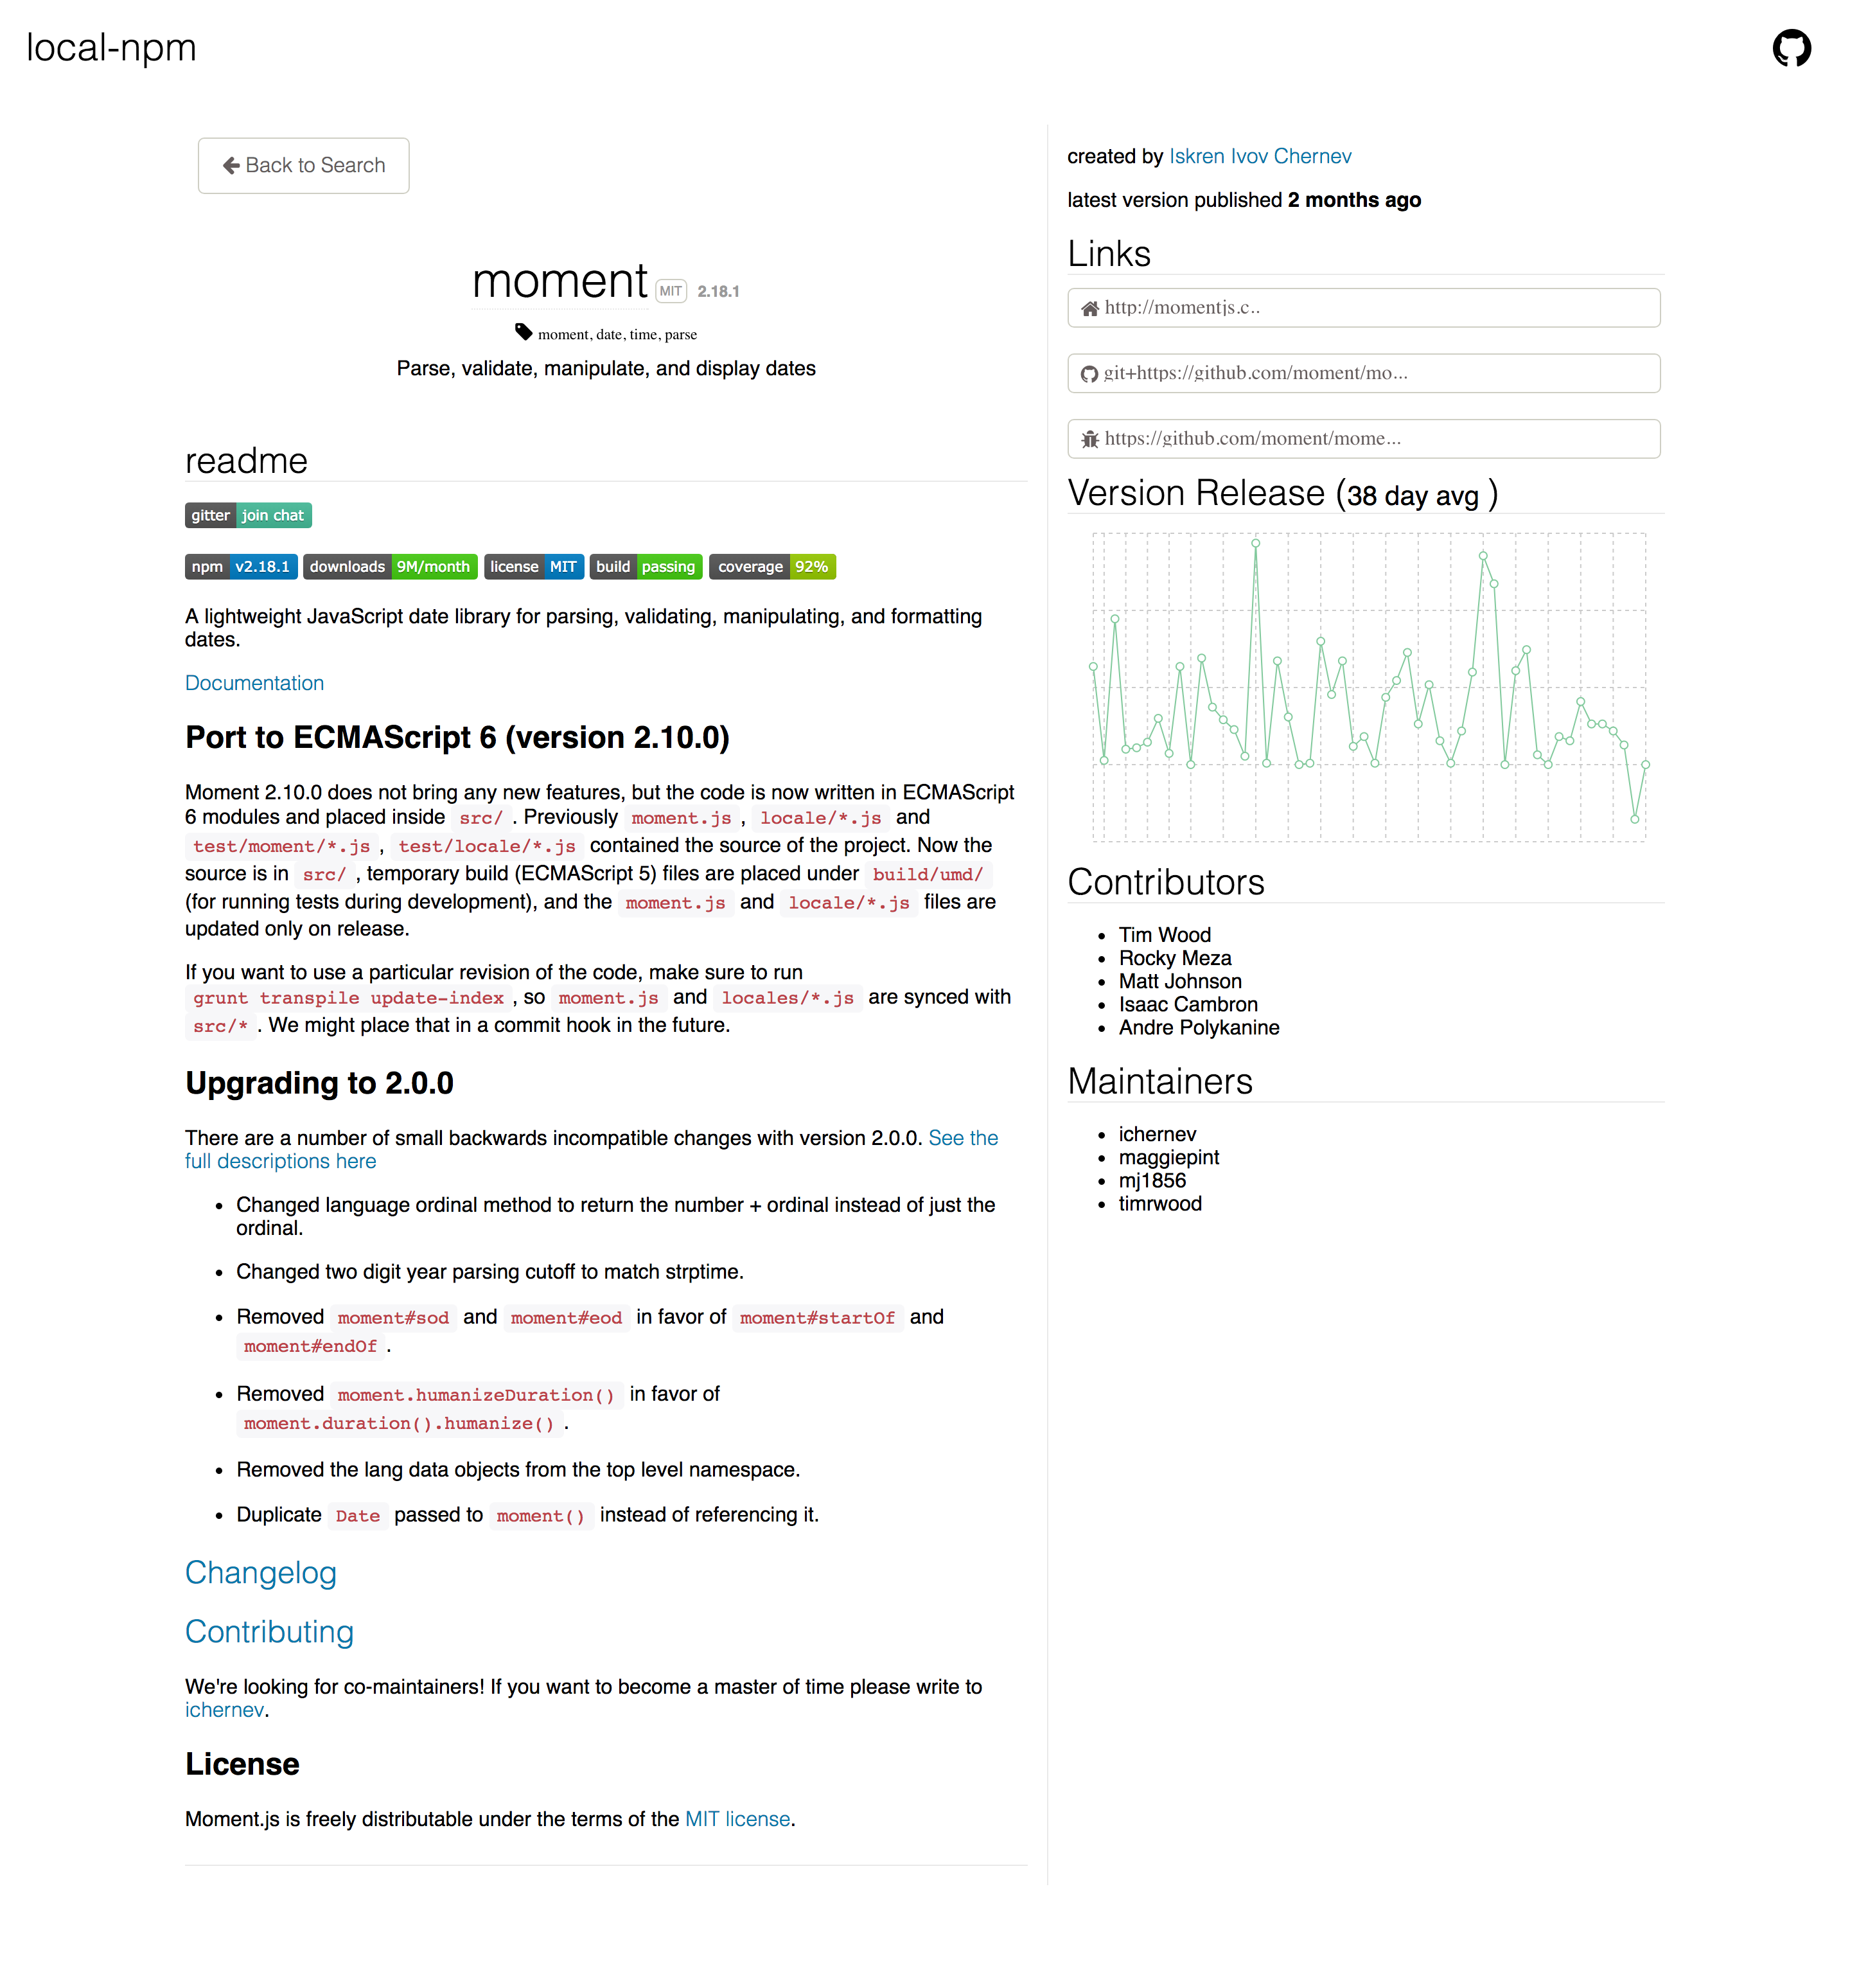 local-npm
Back to Search
moment MIT 2.18.1
moment, date, time, parse
Parse, validate, manipulate, and display dates
readme
gitter join chat
npm v2.18.1 downloads 9M/month license MIT build passing coverage 92%
A lightweight JavaScript date library for parsing, validating, manipulating, and formatting
dates.
Documentation
Port to ECMAScript 6 (version 2.10.0)
Moment 2.10.0 does not bring any new features, but the code is now written in ECMAScript
6 modules and placed inside src/ . Previously moment.js , locale/*.js and
test/moment/*.js , test/locale/*.js contained the source of the project. Now the
source is in src/ , temporary build (ECMAScript 5) files are placed under build/umd/
(for running tests during development), and the moment.js and locale/*.js files are
updated only on release.
If you want to use a particular revision of the code, make sure to run
grunt transpile update-index , so moment.js and locales/*.js are synced with
src/* . We might place that in a commit hook in the future.
Upgrading to 2.0.0
There are a number of small backwards incompatible changes with version 2.0.0. See the
full descriptions here
• Changed language ordinal method to return the number + ordinal instead of just the
ordinal.
• Changed two digit year parsing cutoff to match strptime.
• Removed moment#sod and moment#eod in favor of moment#startOf and
moment#endOf .
• Removed moment.humanizeDuration() in favor of
moment.duration().humanize() .
• Removed the lang data objects from the top level namespace.
• Duplicate Date passed to moment() instead of referencing it.
Changelog
Contributing
We're looking for co-maintainers! If you want to become a master of time please write to
ichernev.
License
Moment.js is freely distributable under the terms of the MIT license.
created by Iskren Ivov Chernev
latest version published 2 months ago
Links
http://momentjs.c..
git+https://github.com/moment/mo...
https://github.com/moment/mome...
Version Release (38 day avg )
Contributors
• Tim Wood
• Rocky Meza
• Matt Johnson
• Isaac Cambron
• Andre Polykanine
Maintainers
• ichernev
• maggiepint
• mj1856
• timrwood